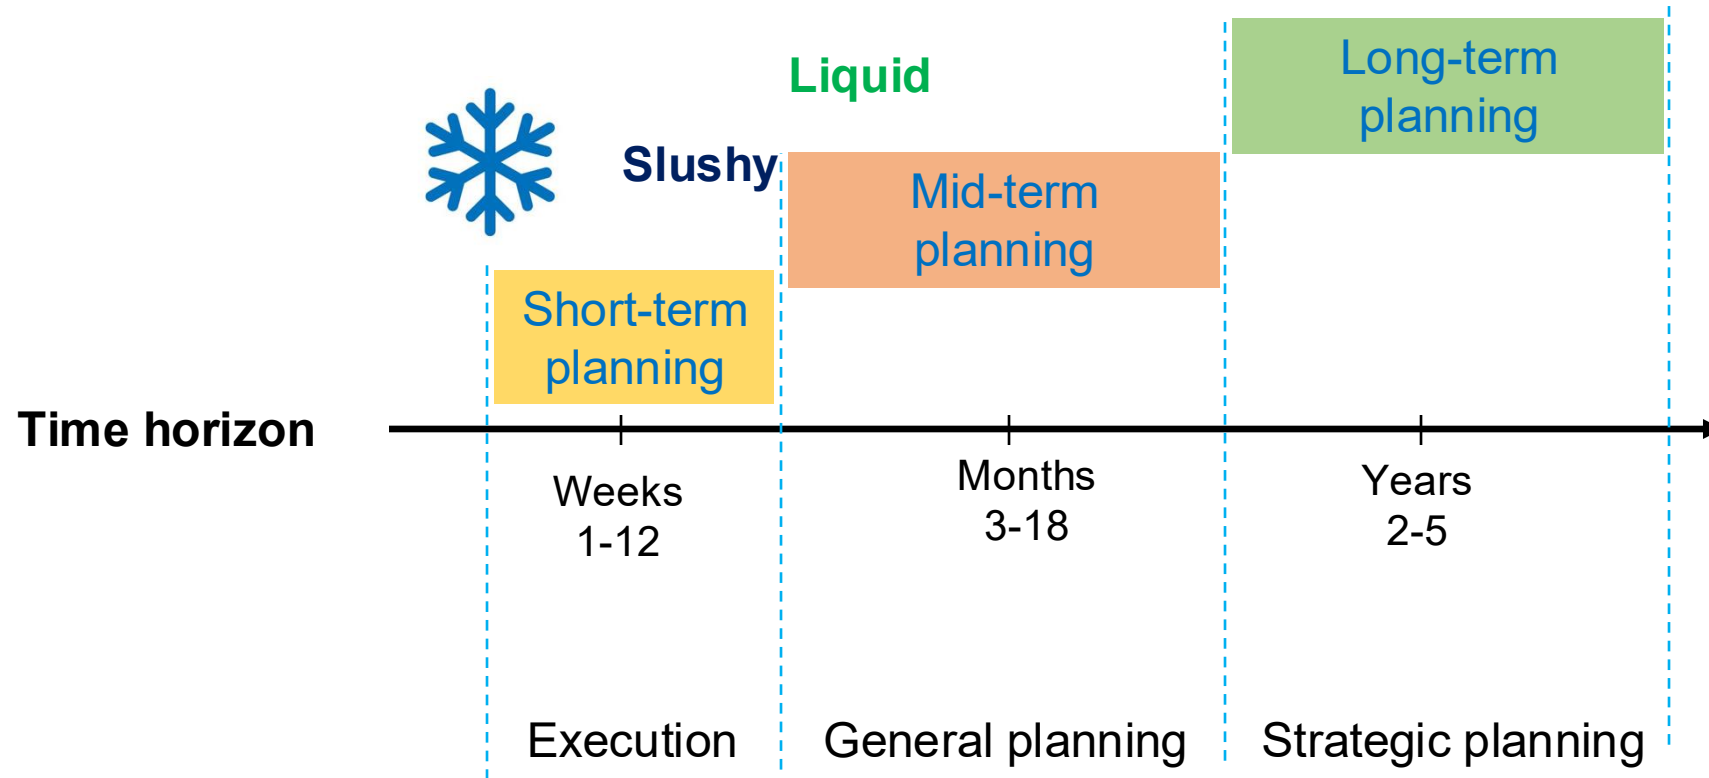 Liquid
Slushy
Long-term
planning
Mid-term
planning
Short-term
planning
Time horizon
Weeks
1-12
Months
3-18
Years
2-5
Execution
General planning
Strategic planning